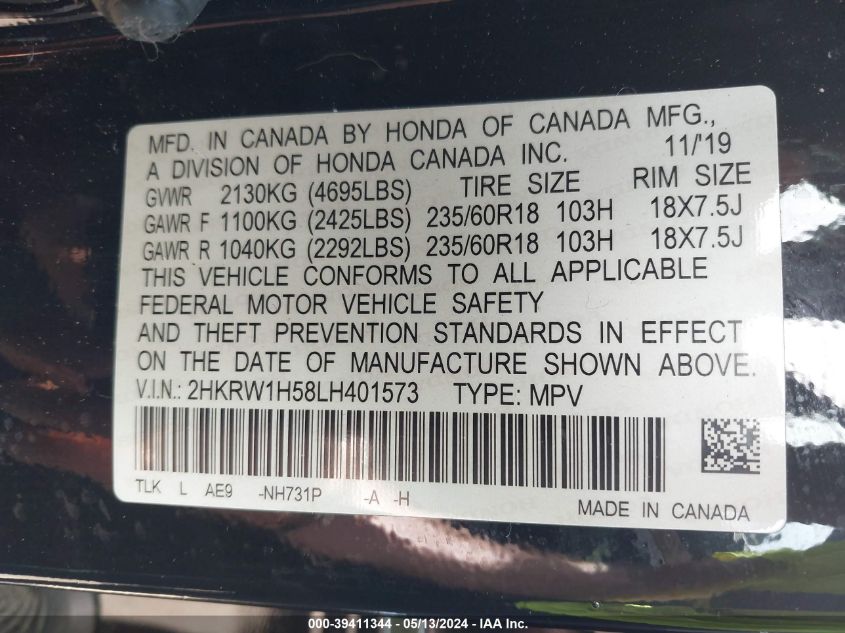 MFD. IN CANADA BY HONDA OF CANADA MFG.,
A DIVISION OF HONDA CANADA INC. 11/'19
GVWR 2130KG (4695LBS) TIRE SIZE RIM SIZE
GAWR F 1100KG (2425LBS) 235/60R18 103H 18X7.5J
GAWR R 1040KG (2292LBS) 235/60R18 103H 18X7.5J
THIS VEHICLE CONFORMS TO ALL APPLICABLE
FEDERAL MOTOR VEHICLE SAFETY
AND THEFT PREVENTION STANDARDS IN EFFECT
ON THE DATE OF MANUFACTURE SHOWN ABOVE.
V.I.N.: 2HKRW1H58LH401573 TYPE: MPV
TLK L AE9 -NH731P -A -H
MADE IN CANADA
000-39411344 - 05/13/2024 - IAA Inc.